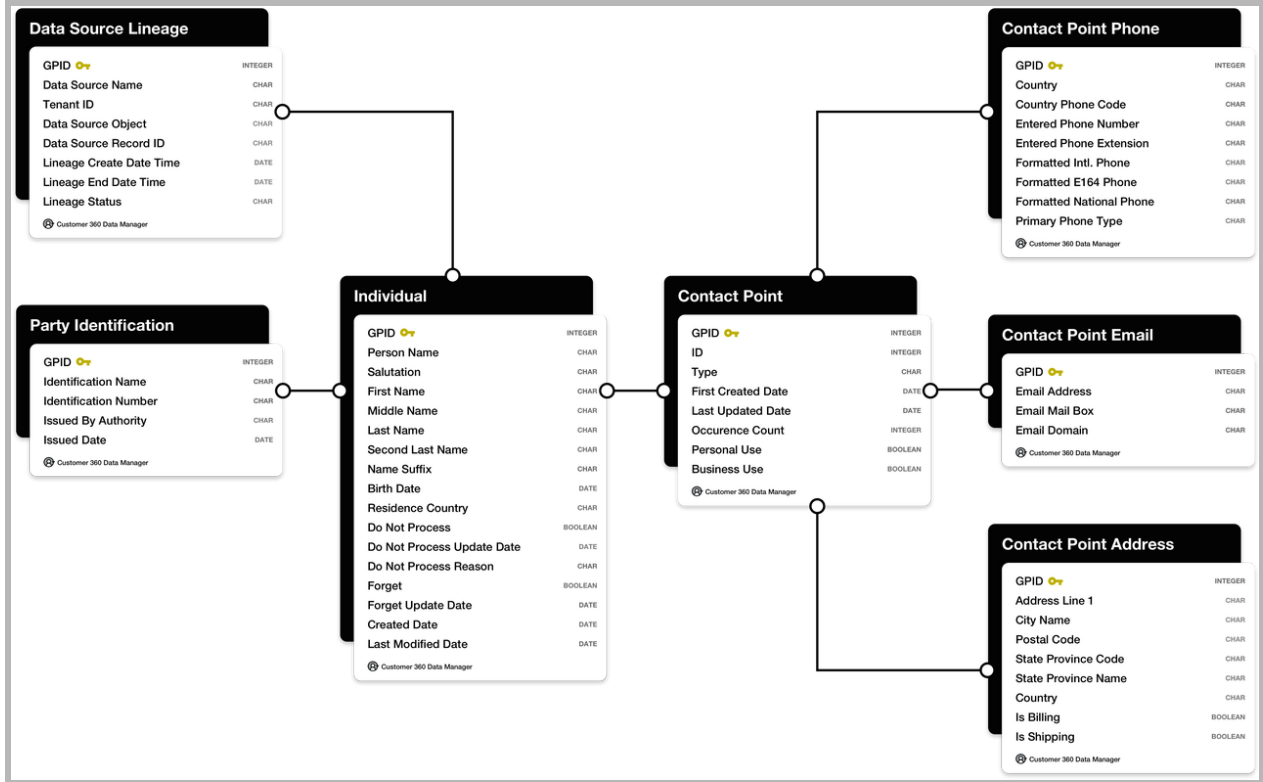 Data Source Lineage
GPID INTEGER
Data Source Name CHAR
Tenant ID CHAR
Data Source Object CHAR
Data Source Record ID CHAR
Lineage Create Date Time DATE
Lineage End Date Time DATE
Lineage Status CHAR
Customer 360 Data Manager
Party Identification
GPID INTEGER
Identification Name CHAR
Identification Number CHAR
Issued By Authority CHAR
Issued Date DATE
Customer 360 Data Manager
Individual
GPID INTEGER
Person Name CHAR
Salutation CHAR
First Name CHAR
Middle Name CHAR
Last Name CHAR
Second Last Name CHAR
Name Suffix CHAR
Birth Date DATE
Residence Country CHAR
Do Not Process BOOLEAN
Do Not Process Update Date DATE
Do Not Process Reason CHAR
Forget BOOLEAN
Forget Update Date DATE
Created Date DATE
Last Modified Date DATE
Customer 360 Data Manager
Contact Point
GPID INTEGER
ID INTEGER
Type CHAR
First Created Date DATE
Last Updated Date DATE
Occurence Count INTEGER
Personal Use BOOLEAN
Business Use BOOLEAN
Customer 360 Data Manager
Contact Point Phone
GPID INTEGER
Country CHAR
Country Phone Code CHAR
Entered Phone Number CHAR
Entered Phone Extension CHAR
Formatted Intl. Phone CHAR
Formatted E164 Phone CHAR
Formatted National Phone CHAR
Primary Phone Type CHAR
Customer 360 Data Manager
Contact Point Email
GPID INTEGER
Email Address CHAR
Email Mail Box CHAR
Email Domain CHAR
Customer 360 Data Manager
Contact Point Address
GPID INTEGER
Address Line 1 CHAR
City Name CHAR
Postal Code CHAR
State Province Code CHAR
State Province Name CHAR
Country CHAR
Is Billing BOOLEAN
Is Shipping BOOLEAN
Customer 360 Data Manager